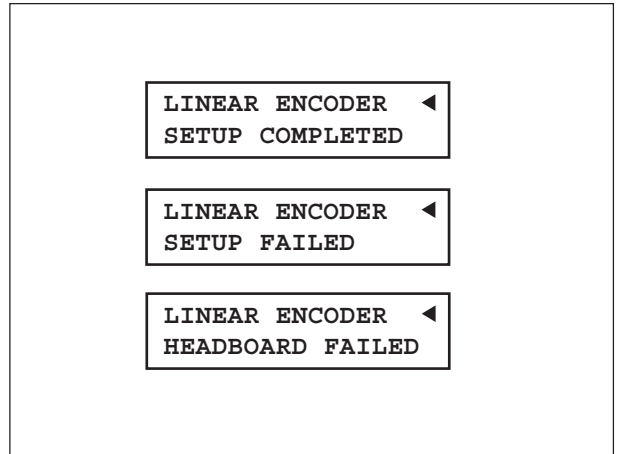 LINEAR ENCODER ◀
SETUP COMPLETED
LINEAR ENCODER ◀
SETUP FAILED
LINEAR ENCODER ◀
HEADBOARD FAILED